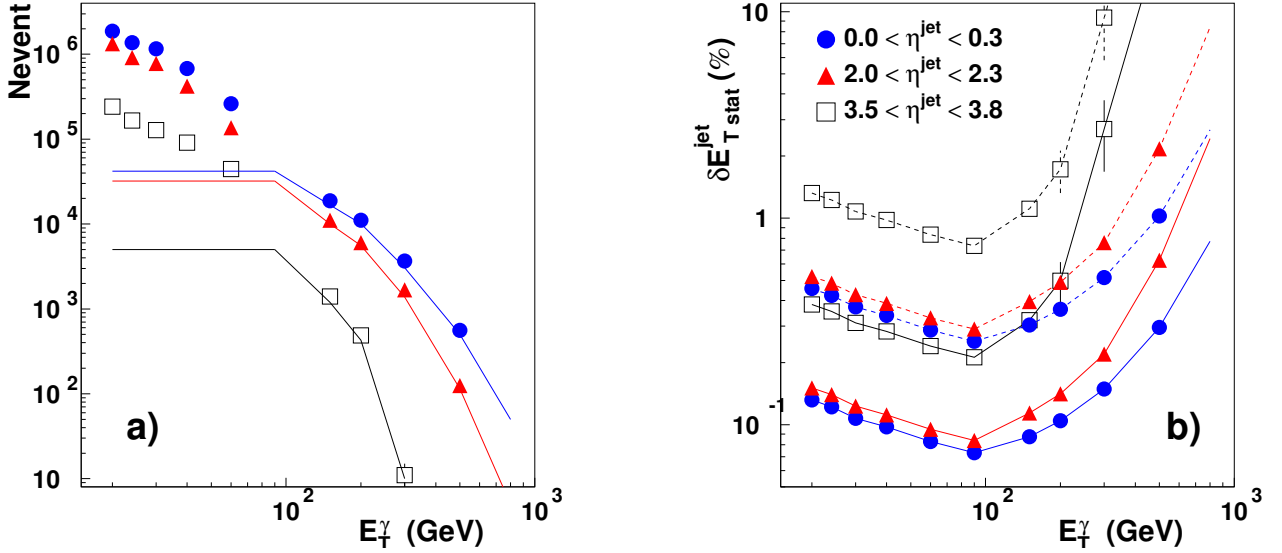 Nevent
10^6
10^5
10^4
10^3
10^2
10
10^2
10^3
E_T^γ (GeV)
a)
δE_T^jet stat (%)
10
1
10^-1
10^2
10^3
E_T^γ (GeV)
0.0 < η^jet < 0.3
2.0 < η^jet < 2.3
3.5 < η^jet < 3.8
b)